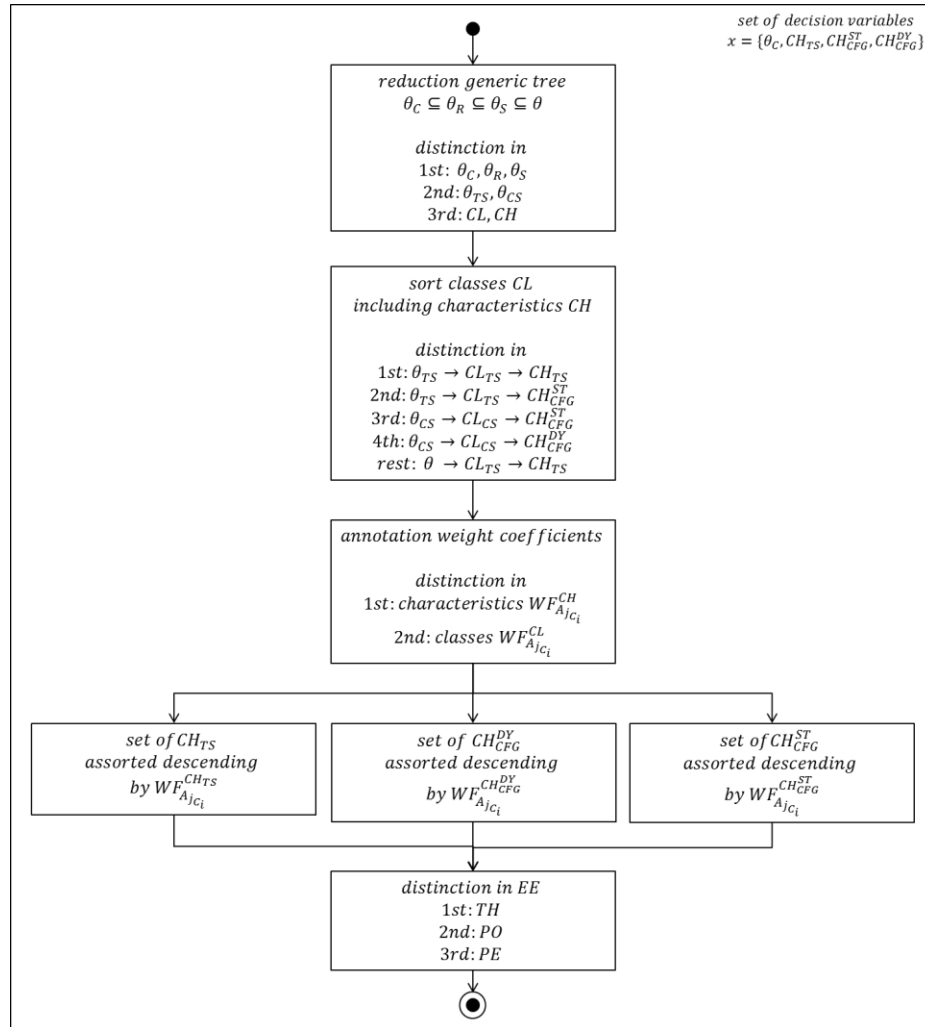 set of decision variables
x = {θ_C, CH_TS, CH_CFG^ST, CH_CFG^DY}
reduction generic tree
θ_C ⊆ θ_R ⊆ θ_S ⊆ θ
distinction in
1st: θ_C, θ_R, θ_S
2nd: θ_TS, θ_CS
3rd: CL, CH
sort classes CL
including characteristics CH
distinction in
1st: θ_TS → CL_TS → CH_TS
2nd: θ_TS → CL_TS → CH_CFG^ST
3rd: θ_CS → CL_CS → CH_CFG^ST
4th: θ_CS → CL_CS → CH_CFG^DY
rest: θ → CL_TS → CH_TS
annotation weight coefficients
distinction in
1st: characteristics WF_{A_{j_{C_i}}}^{CH}
2nd: classes WF_{A_{j_{C_i}}}^{CL}
set of CH_TS
assorted descending
by WF_{A_{j_{C_i}}}^{CH_TS}
set of CH_CFG^DY
assorted descending
by WF_{A_{j_{C_i}}}^{CH_CFG^DY}
set of CH_CFG^ST
assorted descending
by WF_{A_{j_{C_i}}}^{CH_CFG^ST}
distinction in EE
1st: TH
2nd: PO
3rd: PE